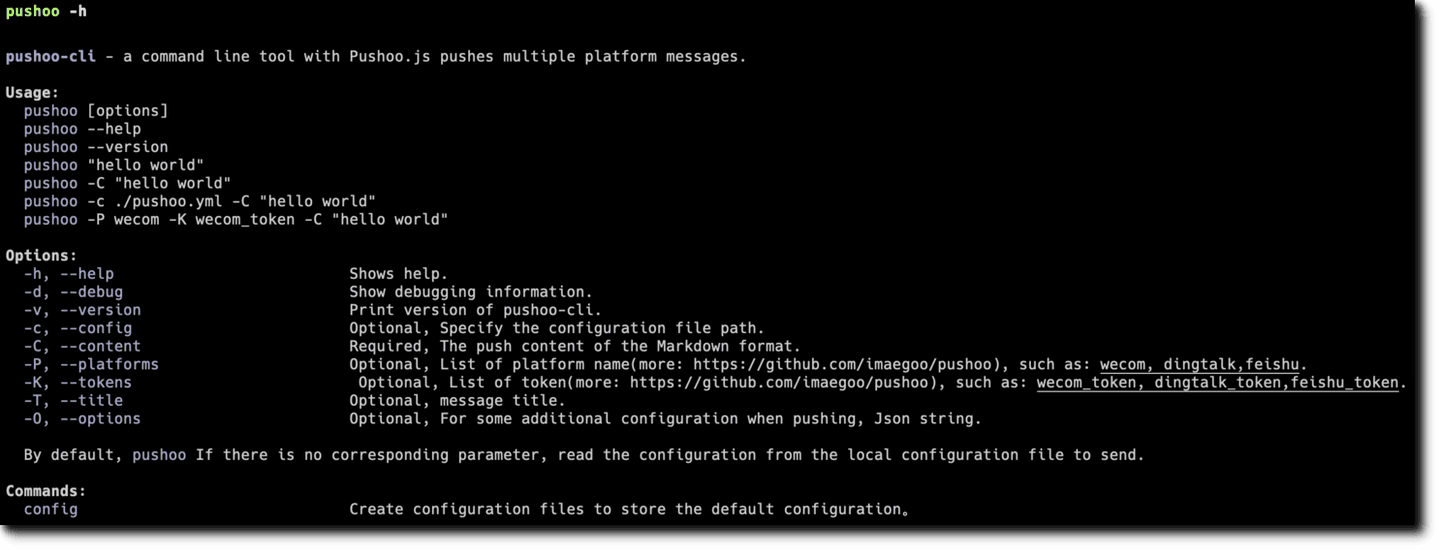 pushoo -h
pushoo-cli - a command line tool with Pushoo.js pushes multiple platform messages.
Usage:
pushoo [options]
pushoo --help
pushoo --version
pushoo "hello world"
pushoo -C "hello world"
pushoo -c ./pushoo.yml -C "hello world"
pushoo -P wecom -K wecom_token -C "hello world"
Options:
-h, --help Shows help.
-d, --debug Show debugging information.
-v, --version Print version of pushoo-cli.
-c, --config Optional, Specify the configuration file path.
-C, --content Required, The push content of the Markdown format.
-P, --platforms Optional, List of platform name(more: https://github.com/imaegoo/pushoo), such as: wecom, dingtalk,feishu.
-K, --tokens Optional, List of token(more: https://github.com/imaegoo/pushoo), such as: wecom_token, dingtalk_token,feishu_token.
-T, --title Optional, message title.
-O, --options Optional, For some additional configuration when pushing, Json string.
By default, pushoo If there is no corresponding parameter, read the configuration from the local configuration file to send.
Commands:
config Create configuration files to store the default configuration。